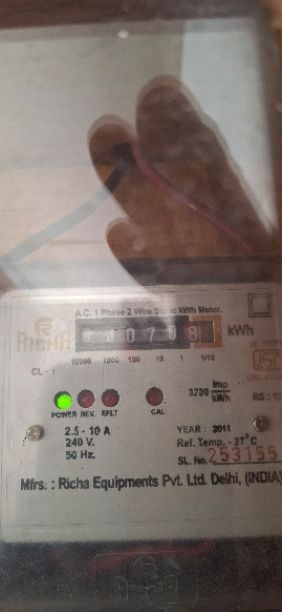 A.C. 1 Phase 2 Wire Static kWh Meter.
RICHA
kWh
10000 1000 100 10 1 1/10
CL - 1
3200 imp/kWh
POWER REV. EFLT CAL
2.5 - 10 A
240 V.
50 Hz.
YEAR : 2011
Ref. Temp. - 27°C
SL. No. 253155
Mfrs. : Richa Equipments Pvt. Ltd. Delhi, (INDIA)